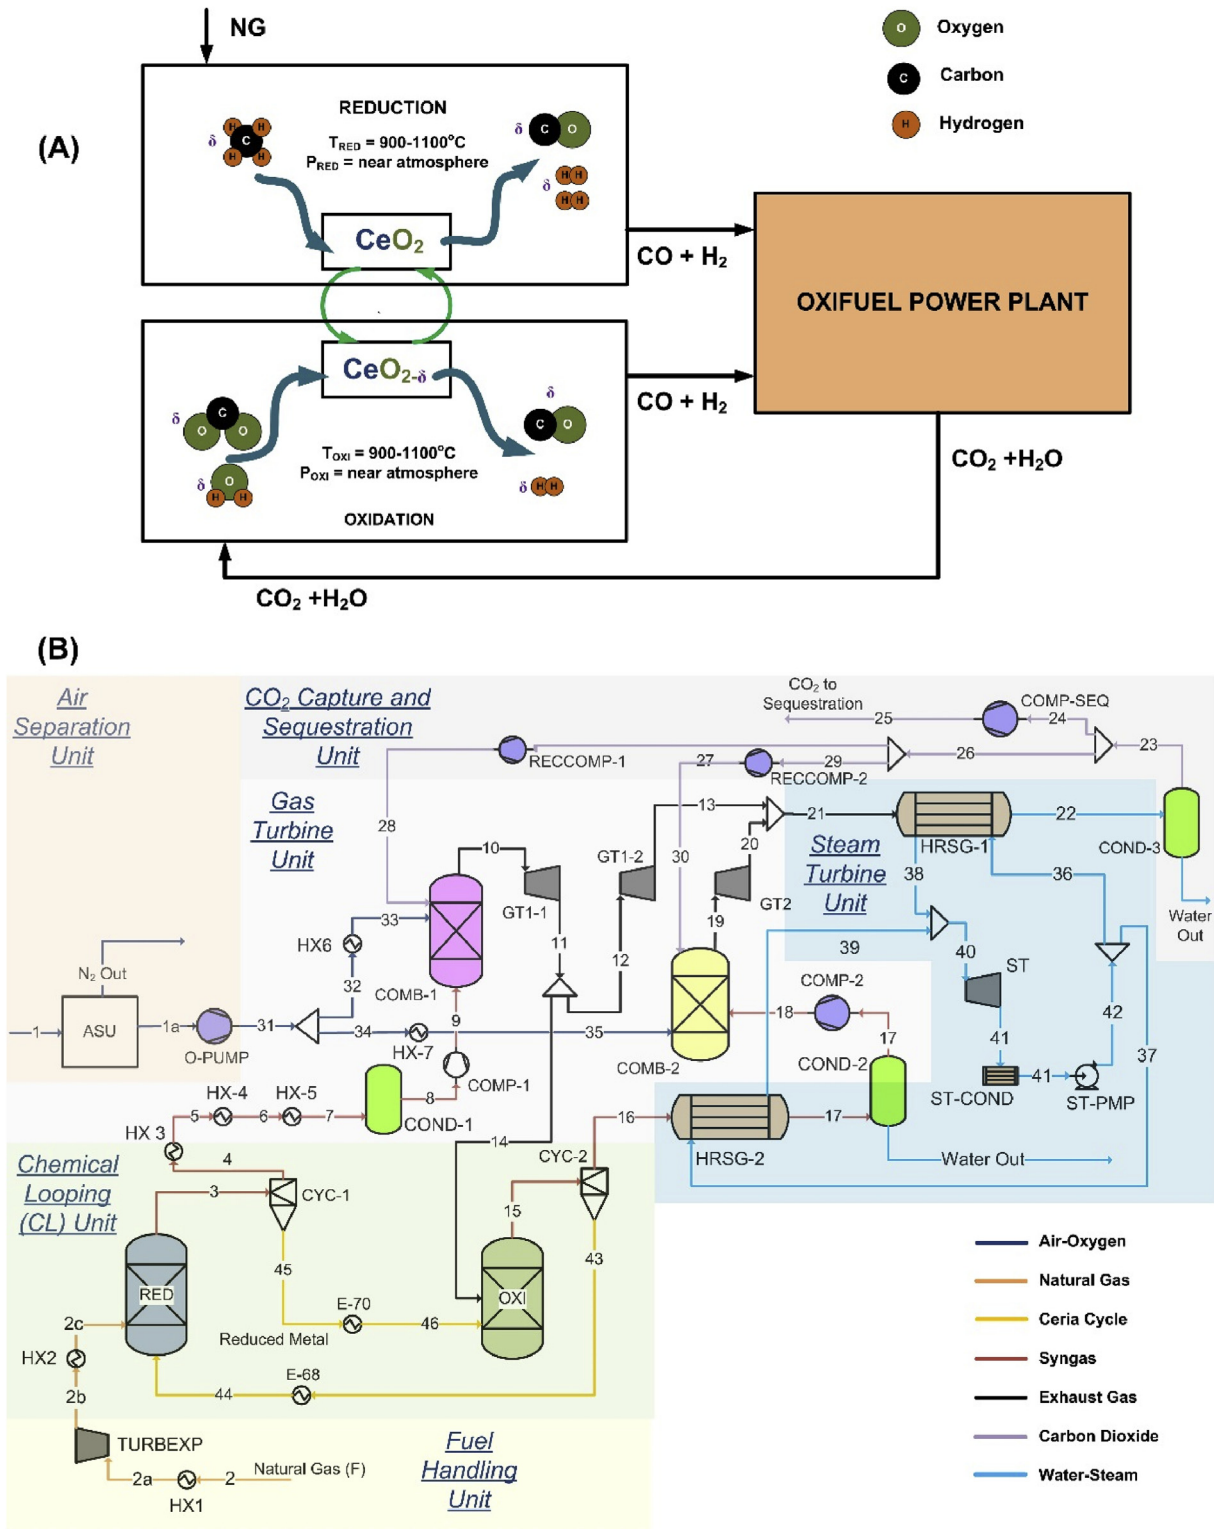 NG
Oxygen
Carbon
Hydrogen
O
C
H
(A)
REDUCTION
T_RED = 900-1100°C
P_RED = near atmosphere
δ
H H
C
H H
δ
C O
δ
H H
H H
CeO₂
CO + H₂
OXIFUEL POWER PLANT
CeO₂-δ
CO + H₂
δ
C
O O
δ
O
H H
δ
C O
δ
H H
T_OXI = 900-1100°C
P_OXI = near atmosphere
OXIDATION
CO₂ +H₂O
CO₂ +H₂O
(B)
Air
Separation
Unit
CO₂ Capture and
Sequestration
Unit
CO₂ to
Sequestration
25
COMP-SEQ
24
23
RECCOMP-1
27
RECCOMP-2
29
26
Gas
Turbine
Unit
28
10
GT1-1
GT1-2
13
30
20
21
HRSG-1
22
COND-3
Steam
Turbine
Unit
38
36
Water
Out
33
HX6
32
COMB-1
11
12
19
GT2
39
40
ST
N₂ Out
1
ASU
1a
O-PUMP
31
34
HX-7
35
9
COMP-1
COMB-2
18
COMP-2
17
COND-2
41
ST-COND
41
ST-PMP
42
37
HX-4
HX-5
5
6
7
8
COND-1
HX 3
4
14
CYC-2
16
HRSG-2
17
Water Out
Chemical
Looping
(CL) Unit
3
CYC-1
15
43
RED
45
OXI
E-70
46
Reduced Metal
2c
HX2
2b
44
E-68
TURBEXP
2a
HX1
2
Natural Gas (F)
Fuel
Handling
Unit
Air-Oxygen
Natural Gas
Ceria Cycle
Syngas
Exhaust Gas
Carbon Dioxide
Water-Steam